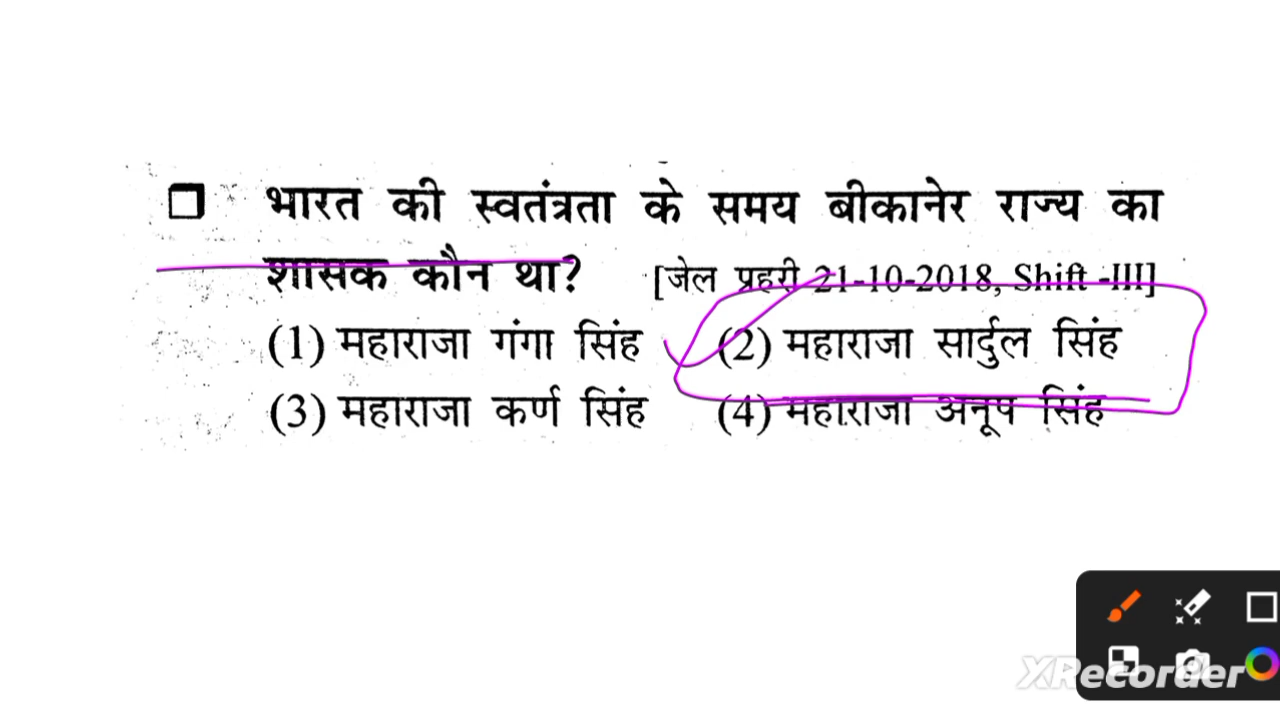 भारत की स्वतंत्रता के समय बीकानेर राज्य का
शासक कौन था? [जेल प्रहरी 21-10-2018, Shift -III]
(1) महाराजा गंगा सिंह (2) महाराजा सार्दुल सिंह
(3) महाराजा कर्ण सिंह (4) महाराजा अनूप सिंह
XRecorder